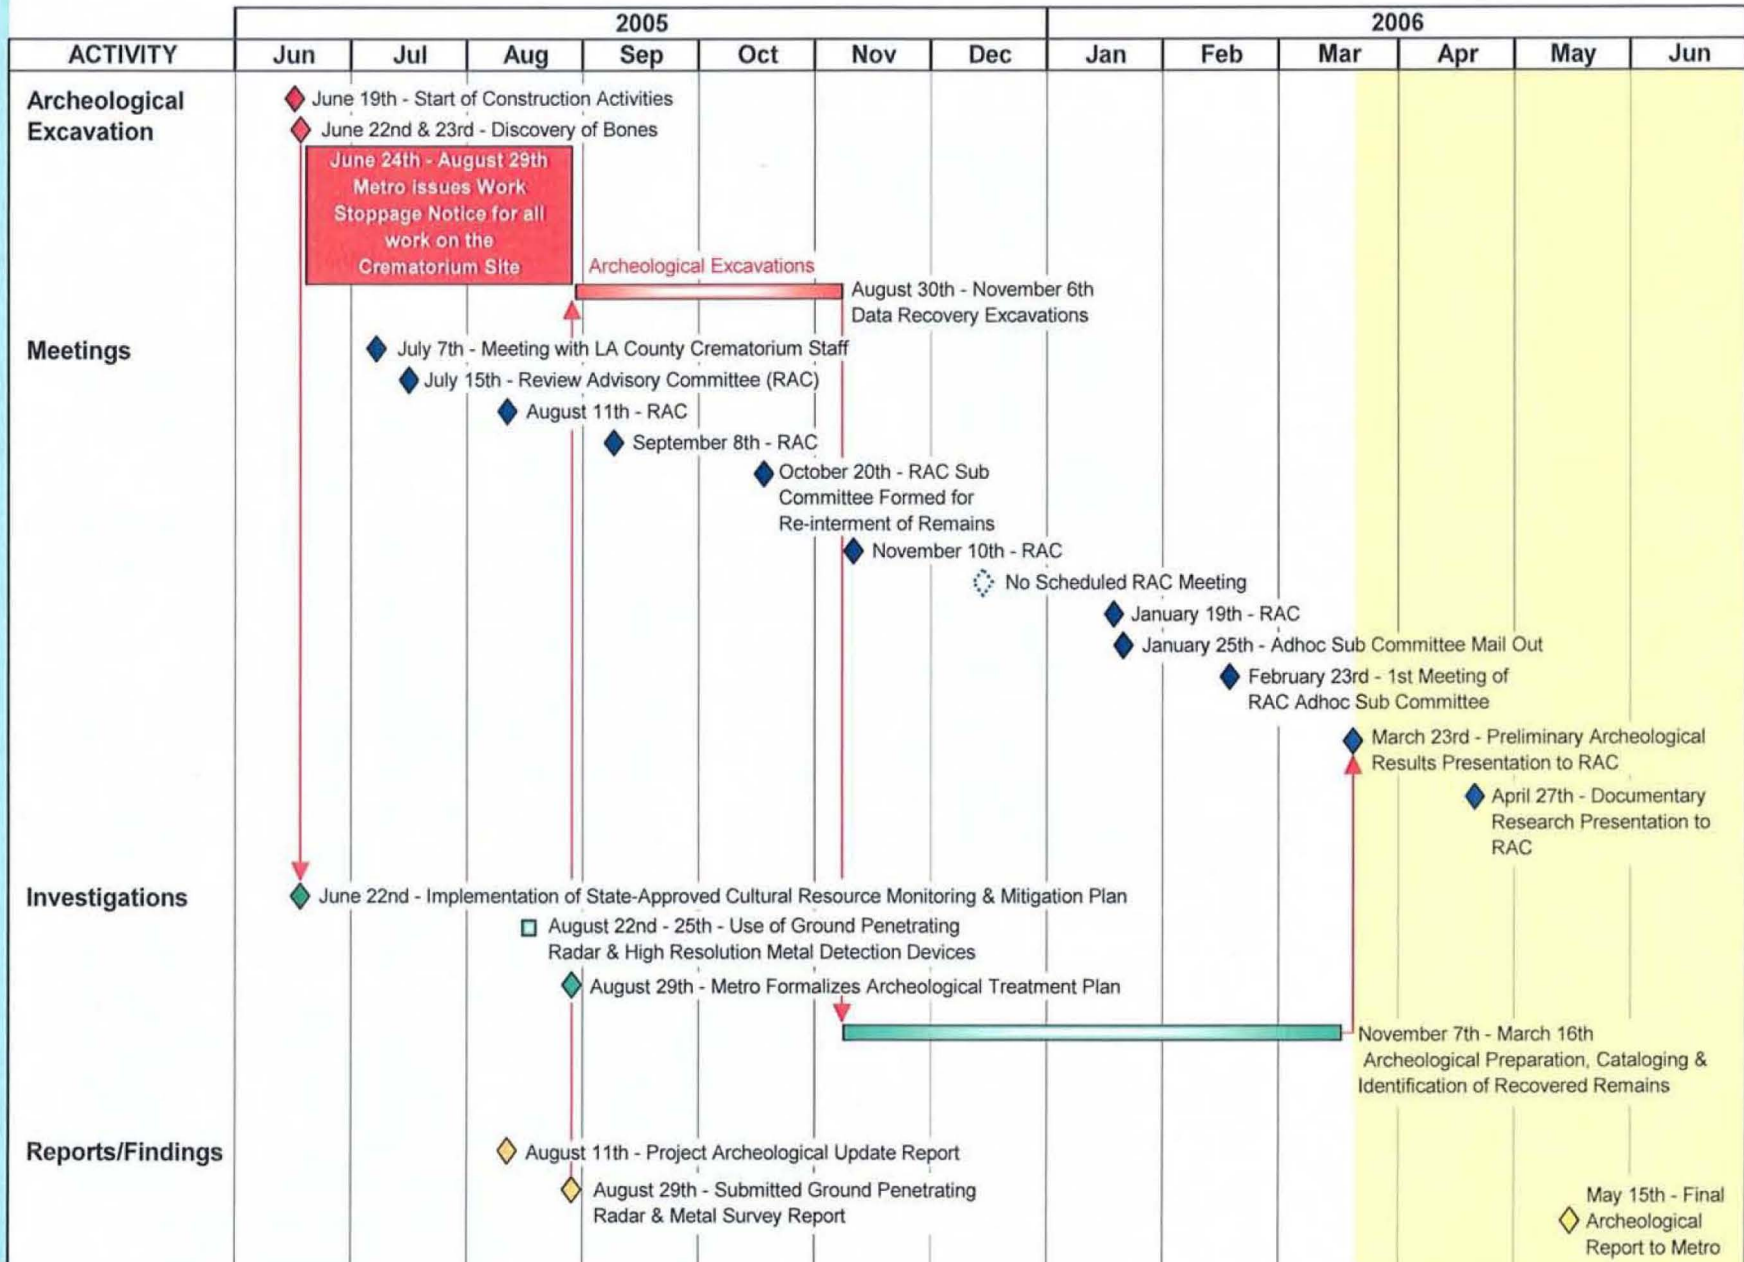 2005 2006
ACTIVITY Jun Jul Aug Sep Oct Nov Dec Jan Feb Mar Apr May Jun
Archeological
Excavation
June 19th - Start of Construction Activities
June 22nd & 23rd - Discovery of Bones
June 24th - August 29th
Metro issues Work
Stoppage Notice for all
work on the
Crematorium Site
Archeological Excavations
August 30th - November 6th
Data Recovery Excavations
Meetings
July 7th - Meeting with LA County Crematorium Staff
July 15th - Review Advisory Committee (RAC)
August 11th - RAC
September 8th - RAC
October 20th - RAC Sub
Committee Formed for
Re-interment of Remains
November 10th - RAC
No Scheduled RAC Meeting
January 19th - RAC
January 25th - Adhoc Sub Committee Mail Out
February 23rd - 1st Meeting of
RAC Adhoc Sub Committee
March 23rd - Preliminary Archeological
Results Presentation to RAC
April 27th - Documentary
Research Presentation to
RAC
Investigations
June 22nd - Implementation of State-Approved Cultural Resource Monitoring & Mitigation Plan
August 22nd - 25th - Use of Ground Penetrating
Radar & High Resolution Metal Detection Devices
August 29th - Metro Formalizes Archeological Treatment Plan
November 7th - March 16th
Archeological Preparation, Cataloging &
Identification of Recovered Remains
Reports/Findings
August 11th - Project Archeological Update Report
August 29th - Submitted Ground Penetrating
Radar & Metal Survey Report
May 15th - Final
Archeological
Report to Metro